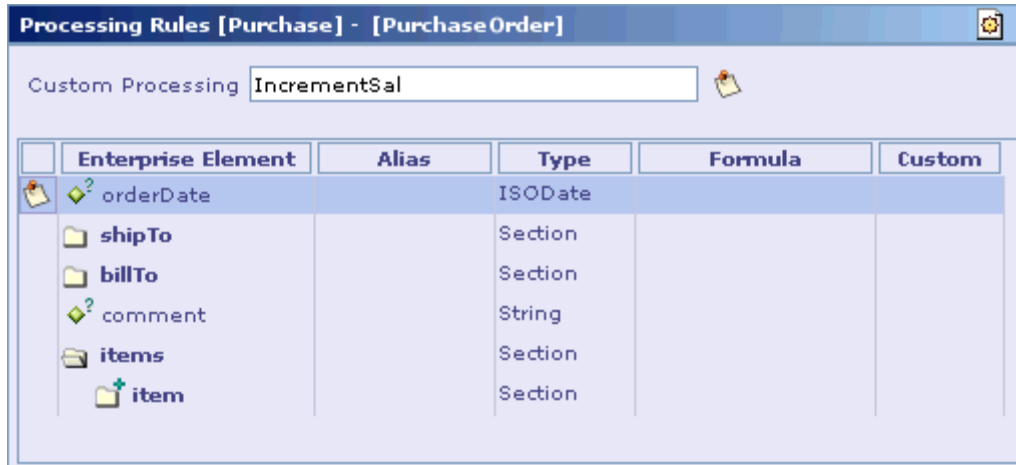 Processing Rules [Purchase] - [PurchaseOrder]
Custom Processing IncrementSal
Enterprise Element Alias Type Formula Custom
? orderDate ISODate
shipTo Section
billTo Section
? comment String
items Section
item Section